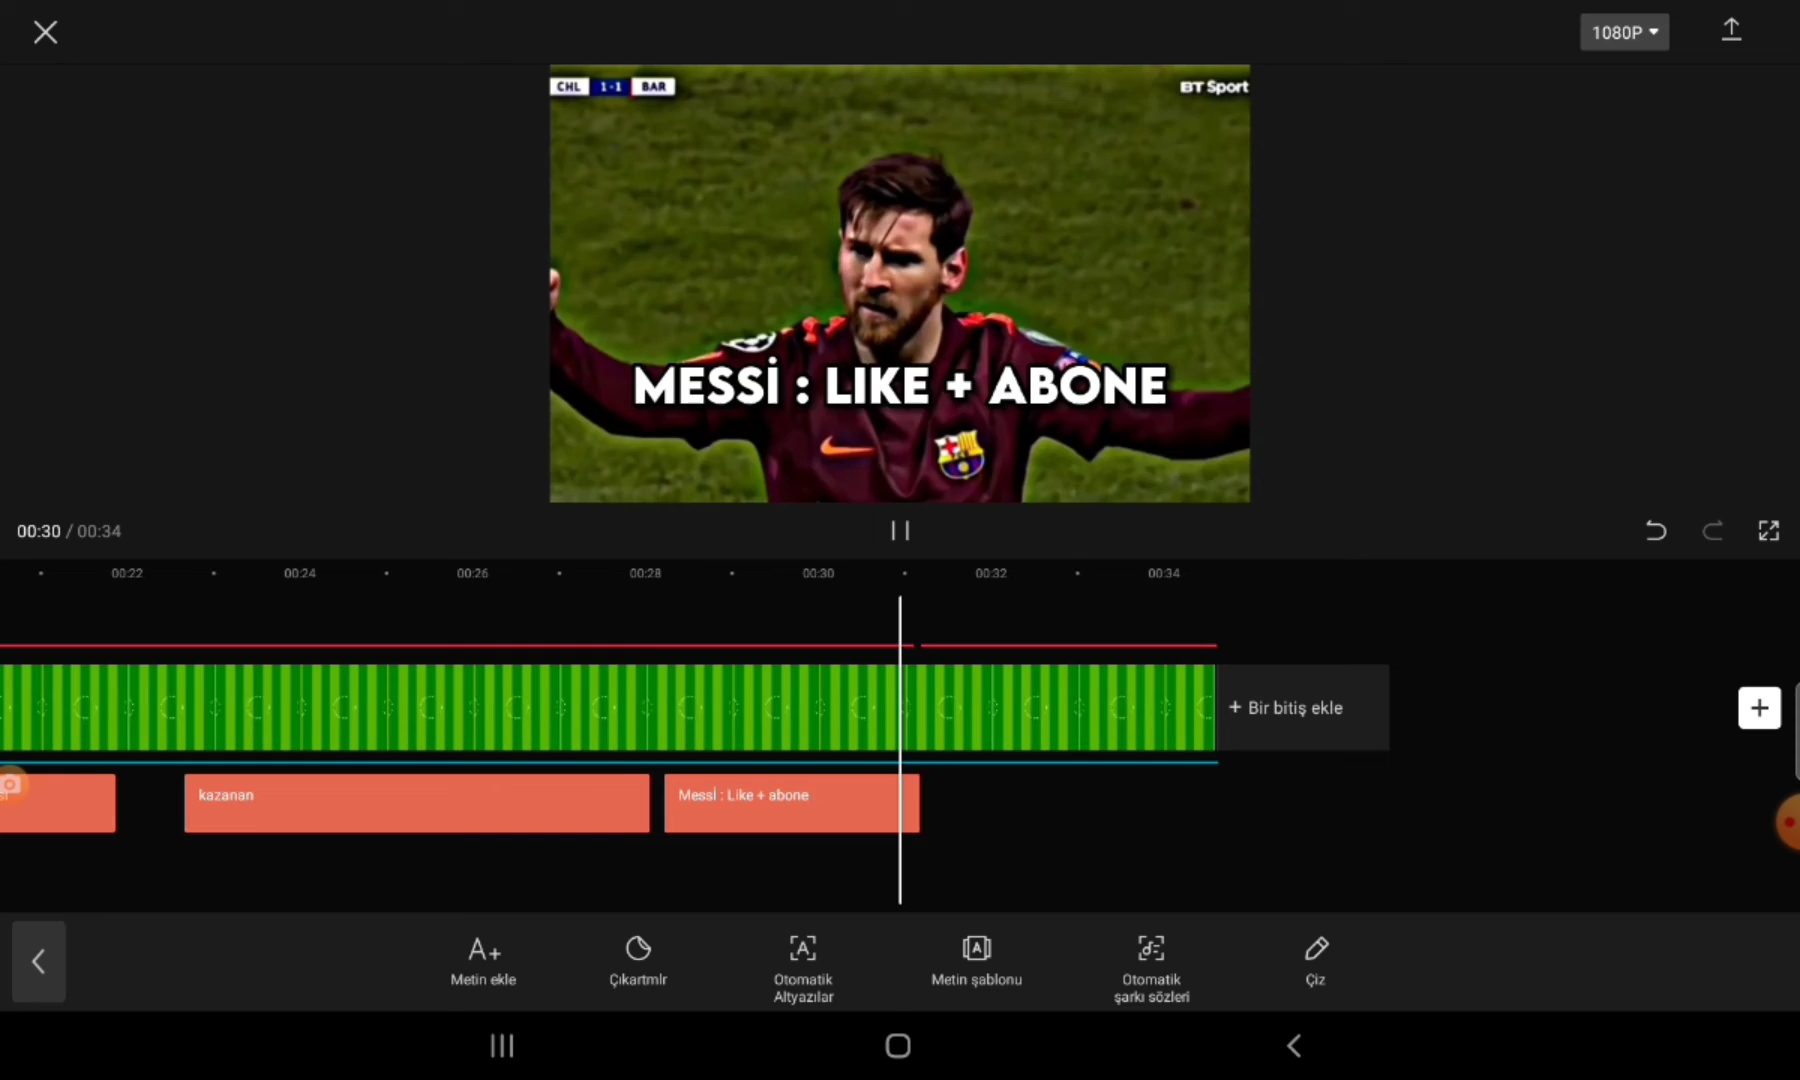 1080P
CHL 1-1 BAR
BT Sport
MESSİ : LIKE + ABONE
00:30 / 00:34
00:22 00:24 00:26 00:28 00:30 00:32 00:34
+ Bir bitiş ekle
kazanan
Messİ : Like + abone
Metin ekle
Çıkartmlr
Otomatik
Altyazılar
Metin şablonu
Otomatik
şarkı sözleri
Çiz